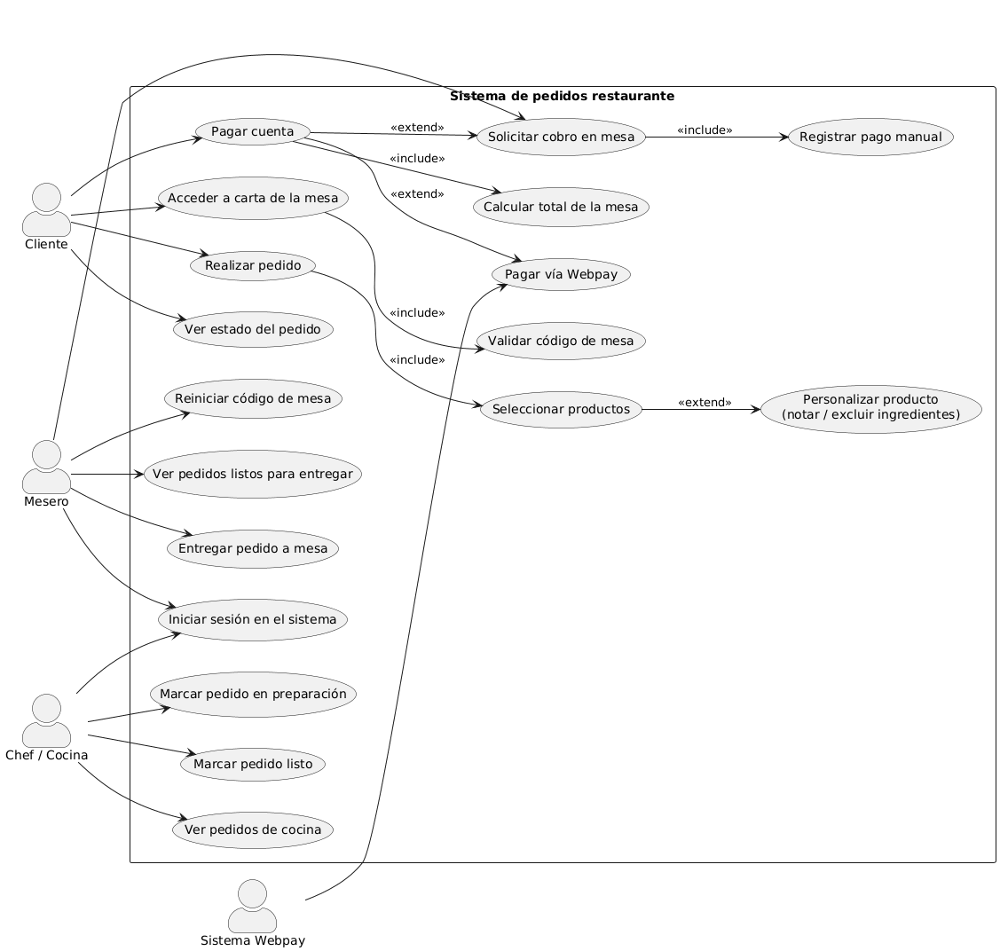 Sistema de pedidos restaurante
Pagar cuenta
«extend»
Solicitar cobro en mesa
«include»
Registrar pago manual
«include»
Acceder a carta de la mesa
«extend»
Calcular total de la mesa
Cliente
Realizar pedido
Pagar vía Webpay
«include»
Ver estado del pedido
Validar código de mesa
«include»
Reiniciar código de mesa
Seleccionar productos
«extend»
Personalizar producto
(notar / excluir ingredientes)
Ver pedidos listos para entregar
Mesero
Entregar pedido a mesa
Iniciar sesión en el sistema
Marcar pedido en preparación
Chef / Cocina
Marcar pedido listo
Ver pedidos de cocina
Sistema Webpay